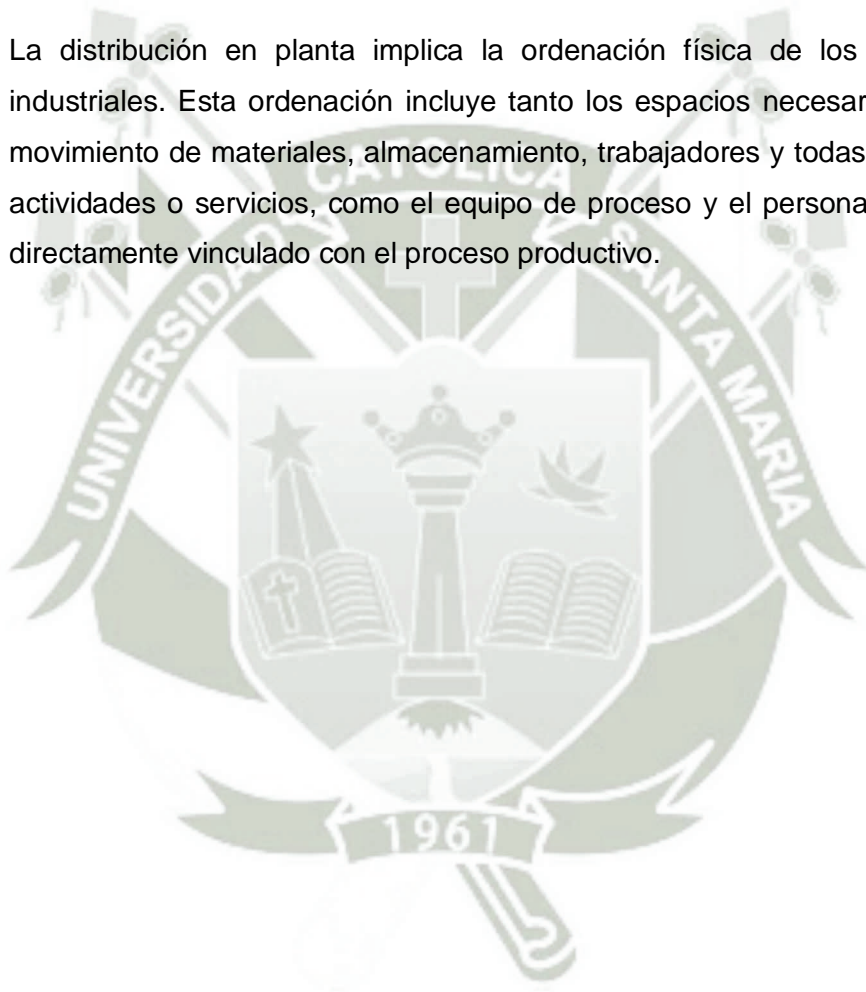 La distribución en planta implica la ordenación física de los
industriales. Esta ordenación incluye tanto los espacios necesar
movimiento de materiales, almacenamiento, trabajadores y todas
actividades o servicios, como el equipo de proceso y el persona
directamente vinculado con el proceso productivo.
UNIVERSIDAD CATOLICA SANTA MARIA
1961